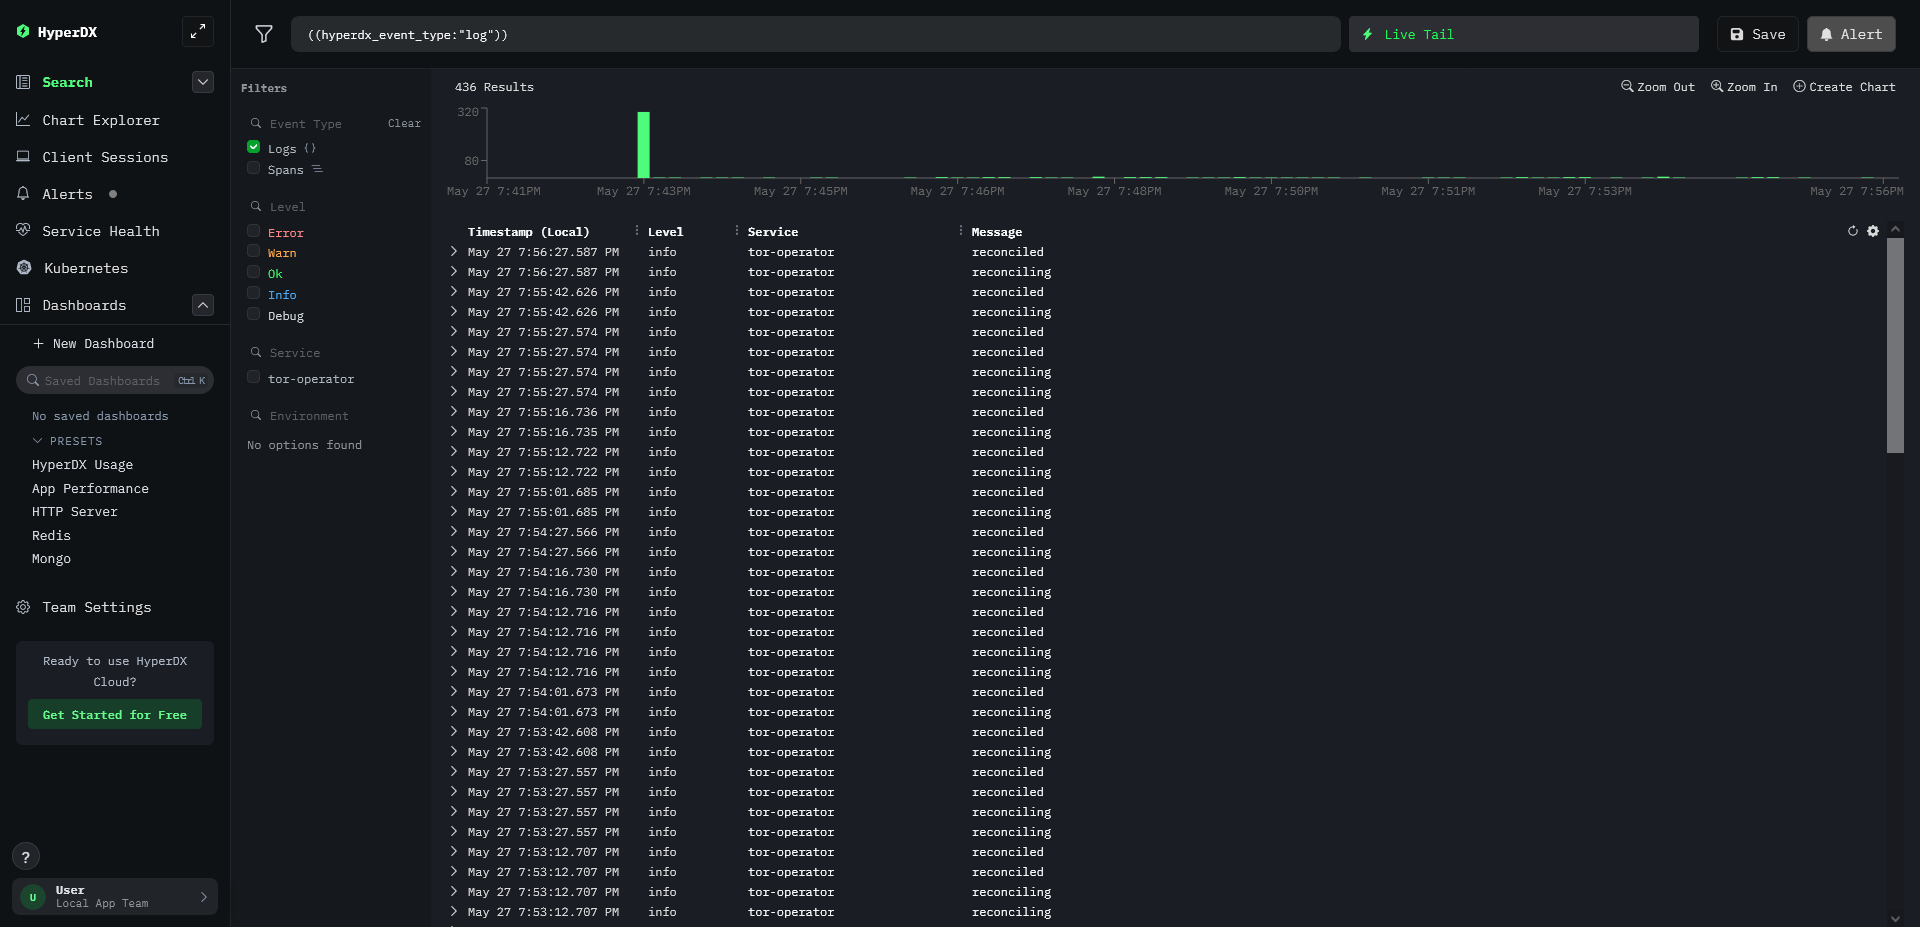 HyperDX
Search
Chart Explorer
Client Sessions
Alerts
Service Health
Kubernetes
Dashboards
New Dashboard
Saved Dashboards Ctrl K
No saved dashboards
PRESETS
HyperDX Usage
App Performance
HTTP Server
Redis
Mongo
Team Settings
Ready to use HyperDX
Cloud?
Get Started for Free
?
U
User
Local App Team
((hyperdx_event_type:"log"))
Live Tail
Save
Alert
Filters
Event Type Clear
Logs {}
Spans
Level
Error
Warn
Ok
Info
Debug
Service
tor-operator
Environment
No options found
436 Results
Zoom Out Zoom In Create Chart
320
80
May 27 7:41PM May 27 7:43PM May 27 7:45PM May 27 7:46PM May 27 7:48PM May 27 7:50PM May 27 7:51PM May 27 7:53PM May 27 7:56PM
Timestamp (Local) Level Service Message
May 27 7:56:27.587 PM info tor-operator reconciled
May 27 7:56:27.587 PM info tor-operator reconciling
May 27 7:55:42.626 PM info tor-operator reconciled
May 27 7:55:42.626 PM info tor-operator reconciling
May 27 7:55:27.574 PM info tor-operator reconciled
May 27 7:55:27.574 PM info tor-operator reconciled
May 27 7:55:27.574 PM info tor-operator reconciling
May 27 7:55:27.574 PM info tor-operator reconciling
May 27 7:55:16.736 PM info tor-operator reconciled
May 27 7:55:16.735 PM info tor-operator reconciling
May 27 7:55:12.722 PM info tor-operator reconciled
May 27 7:55:12.722 PM info tor-operator reconciling
May 27 7:55:01.685 PM info tor-operator reconciled
May 27 7:55:01.685 PM info tor-operator reconciling
May 27 7:54:27.566 PM info tor-operator reconciled
May 27 7:54:27.566 PM info tor-operator reconciling
May 27 7:54:16.730 PM info tor-operator reconciled
May 27 7:54:16.730 PM info tor-operator reconciling
May 27 7:54:12.716 PM info tor-operator reconciled
May 27 7:54:12.716 PM info tor-operator reconciled
May 27 7:54:12.716 PM info tor-operator reconciling
May 27 7:54:12.716 PM info tor-operator reconciling
May 27 7:54:01.673 PM info tor-operator reconciled
May 27 7:54:01.673 PM info tor-operator reconciling
May 27 7:53:42.608 PM info tor-operator reconciled
May 27 7:53:42.608 PM info tor-operator reconciling
May 27 7:53:27.557 PM info tor-operator reconciled
May 27 7:53:27.557 PM info tor-operator reconciled
May 27 7:53:27.557 PM info tor-operator reconciling
May 27 7:53:27.557 PM info tor-operator reconciling
May 27 7:53:12.707 PM info tor-operator reconciled
May 27 7:53:12.707 PM info tor-operator reconciled
May 27 7:53:12.707 PM info tor-operator reconciling
May 27 7:53:12.707 PM info tor-operator reconciling